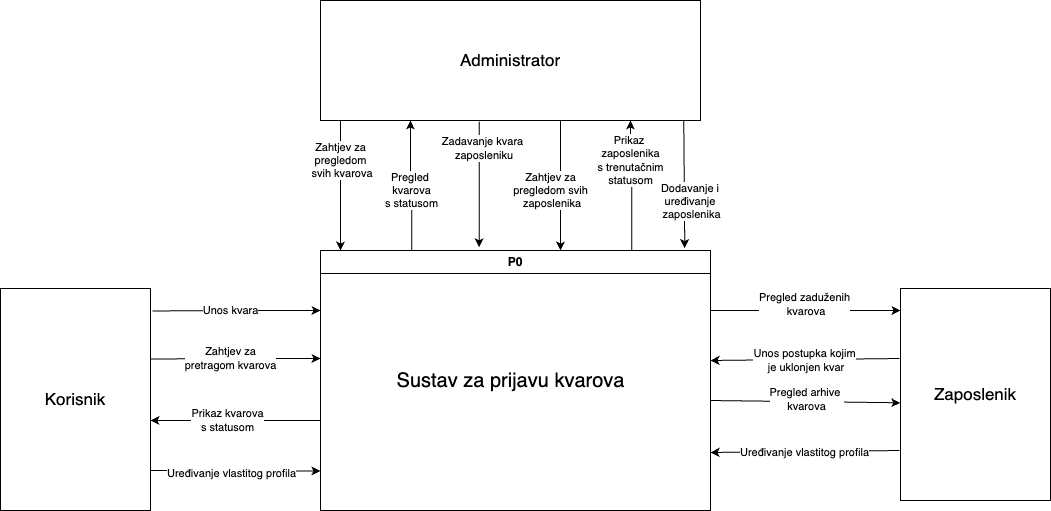 Administrator
Zahtjev za
pregledom
svih kvarova
Pregled
kvarova
s statusom
Zadavanje kvara
zaposleniku
Zahtjev za
pregledom svih
zaposlenika
Prikaz
zaposlenika
s trenutačnim
statusom
Dodavanje i
uređivanje
zaposlenika
P0
Sustav za prijavu kvarova
Korisnik
Unos kvara
Zahtjev za
pretragom kvarova
Prikaz kvarova
s statusom
Uređivanje vlastitog profila
Pregled zaduženih
kvarova
Unos postupka kojim
je uklonjen kvar
Pregled arhive
kvarova
Uređivanje vlastitog profila
Zaposlenik